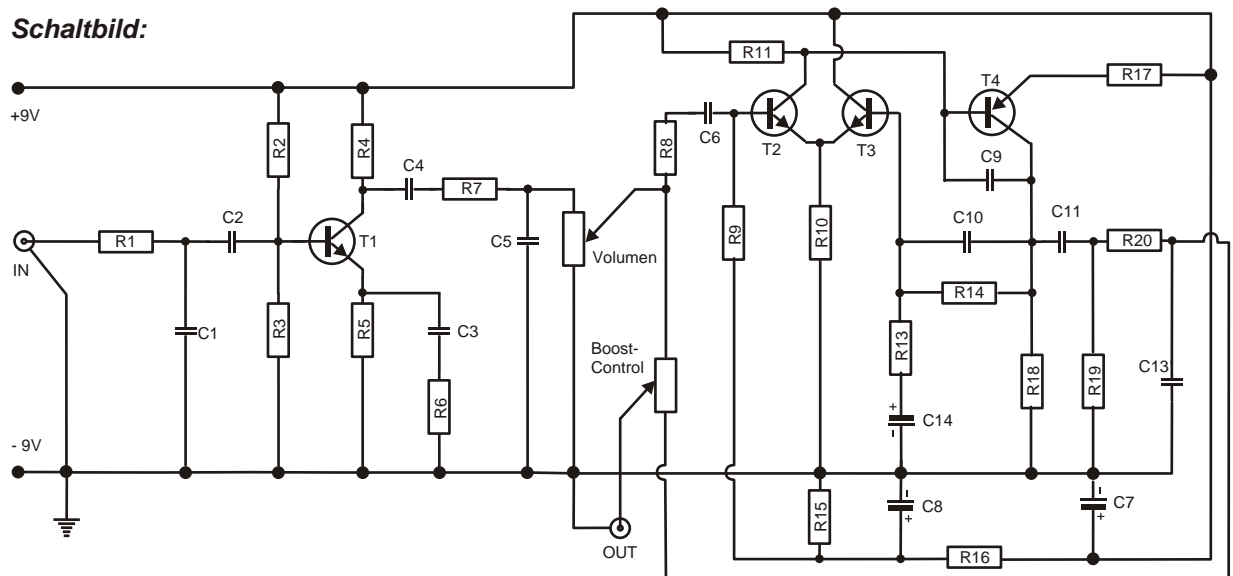 Schaltbild:
+9V
R11
R17
T4
R2
R4
C4
R7
R8
C6
T2
T3
C9
C2
R1
T1
C5
Volumen
R9
R10
C10
C11
R20
IN
R14
C1
R3
R5
C3
Boost-
Control
R13
R18
R19
C13
R6
+
-
C14
- 9V
R15
-
+
C8
-
+
C7
OUT
R16